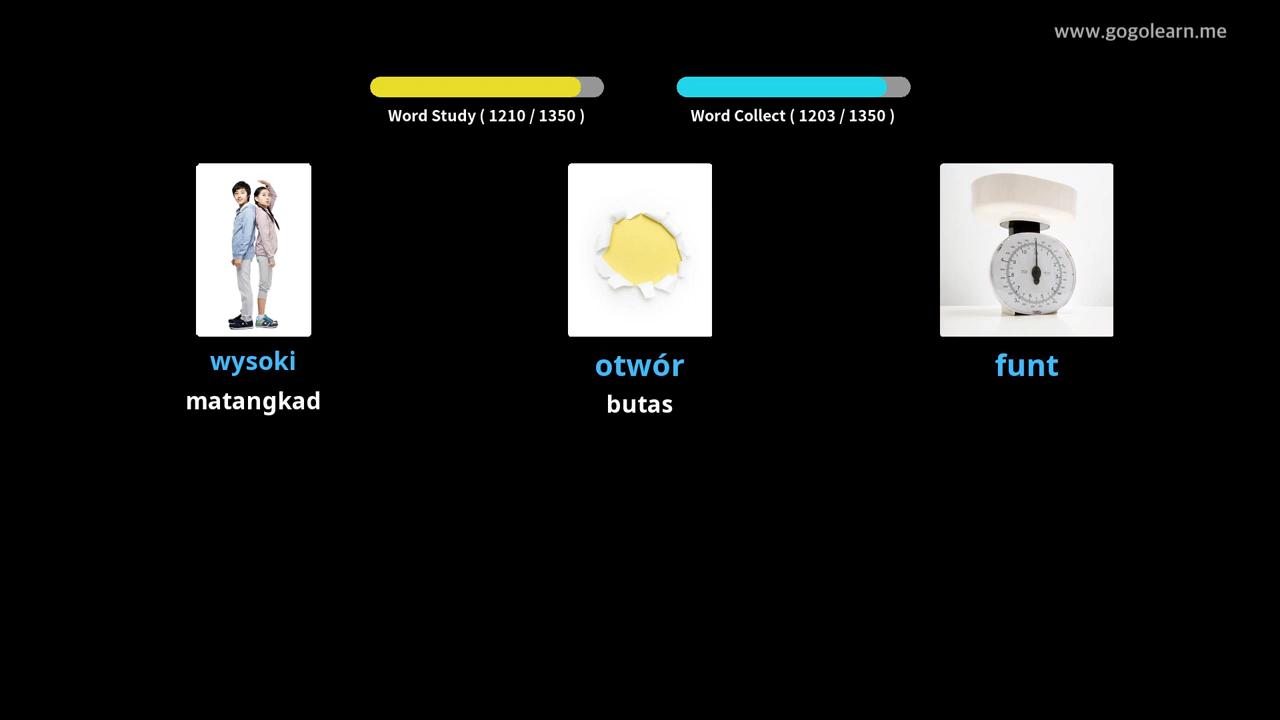 www.gogolearn.me
Word Study ( 1210 / 1350 )
Word Collect ( 1203 / 1350 )
wysoki
matangkad
otwór
butas
funt